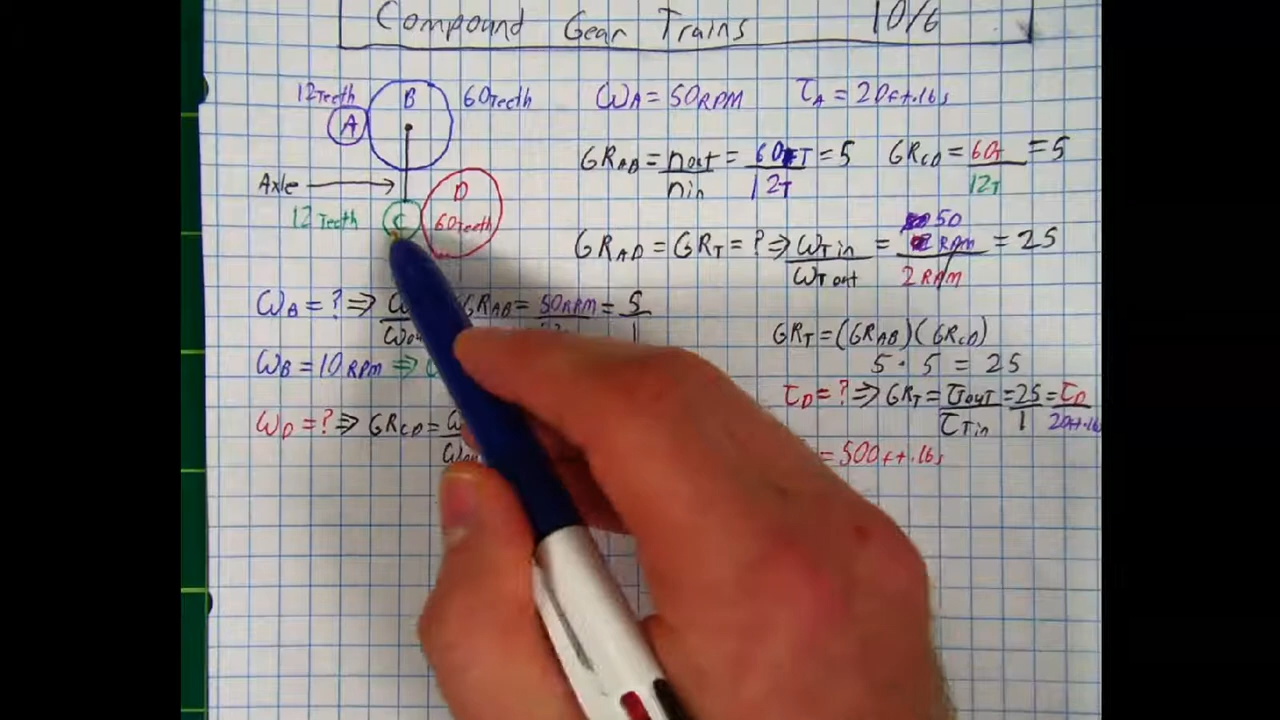 Compound Gear Trains 10/6
12 Teeth B 60 Teeth ωA = 50 RPM τA = 20 ft.lbs
A
GRAB = nout = 60T = 5 GRCD = 60T = 5
nin 12T 12T
Axle D
12 Teeth C 60 Teeth
GRAD = GRT = ? ⇒ ωT in = 50 RPM = 25
ωT out 2 RPM
ωB = ? ⇒ GRAB = 50 RPM = 5
1
GRT = (GRAB)(GRCD)
5 · 5 = 25
ωB = 10 RPM ⇒
τD = ? ⇒ GRT = τout = 25 = τD
τT in 1 20ft.lbs
ωD = ? ⇒ GRCD =
= 500 ft.lbs